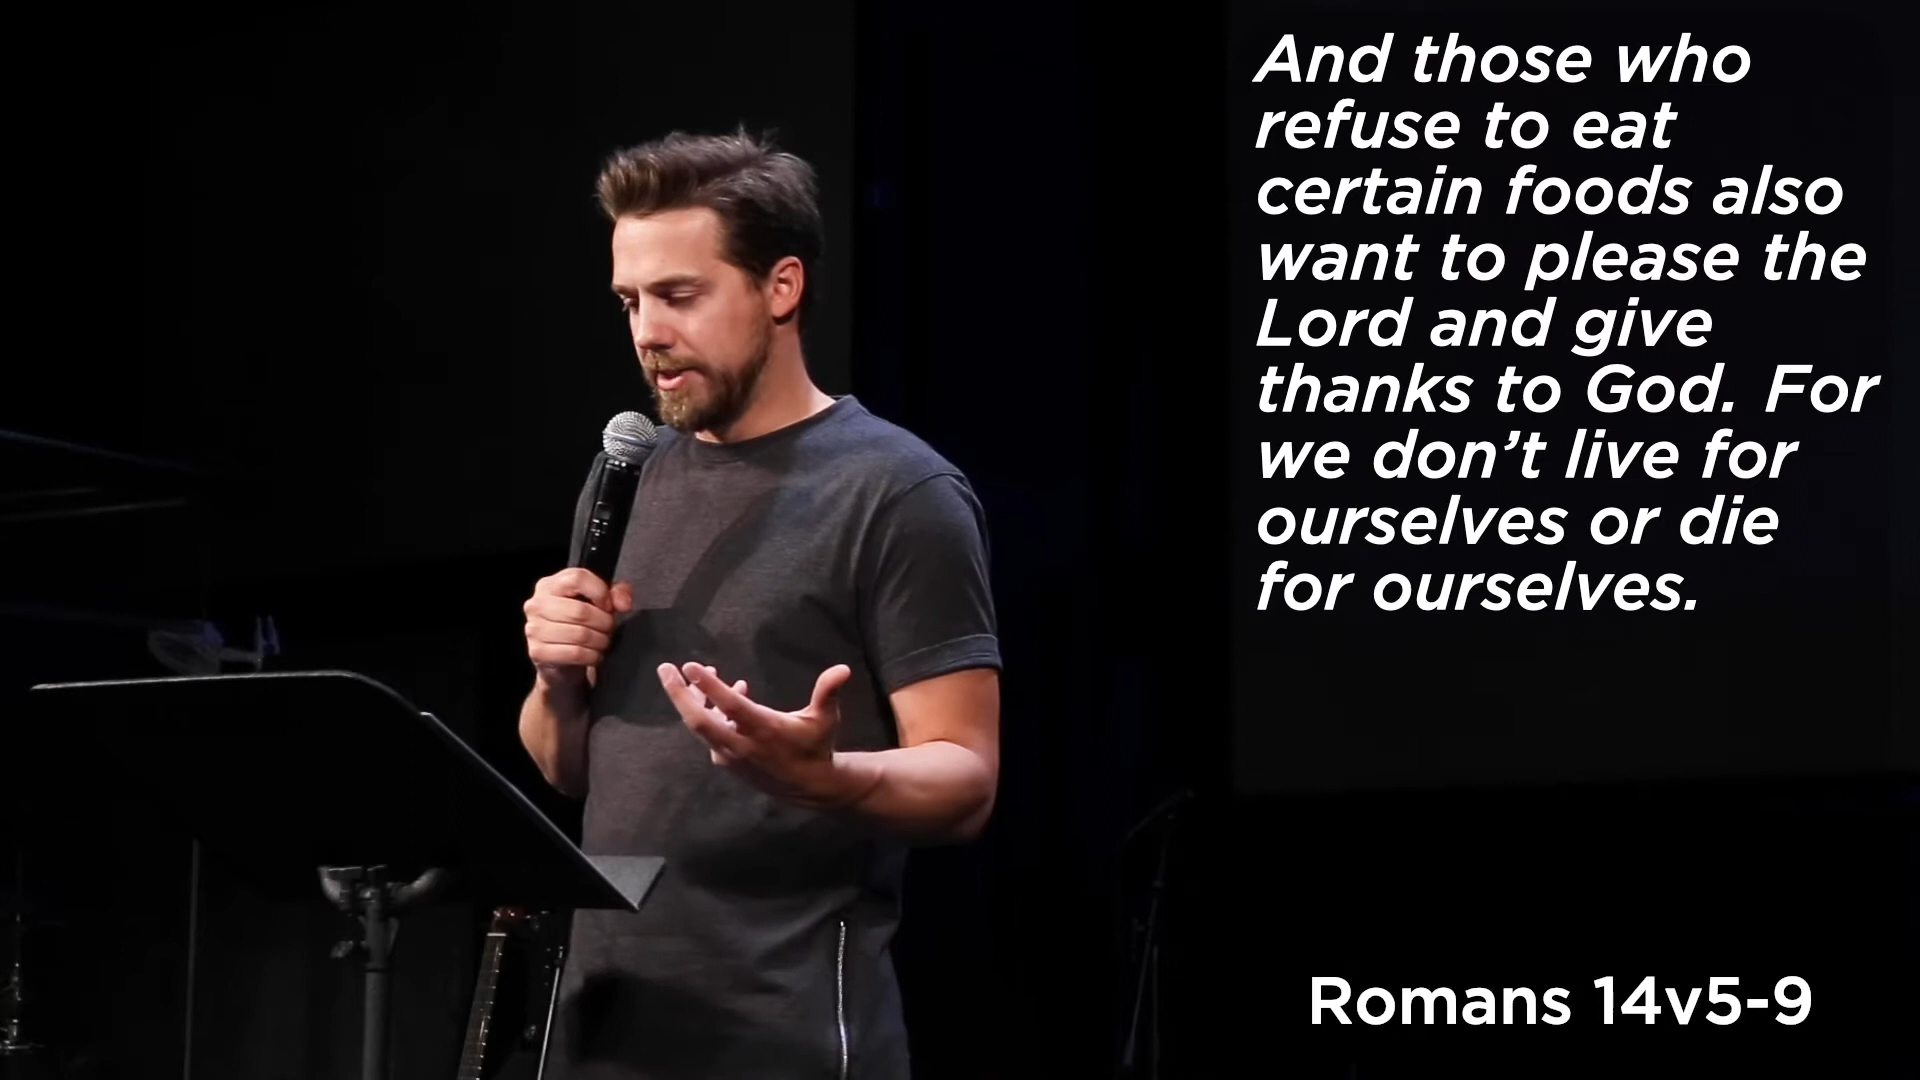 And those who
refuse to eat
certain foods also
want to please the
Lord and give
thanks to God. For
we don’t live for
ourselves or die
for ourselves.
Romans 14v5-9